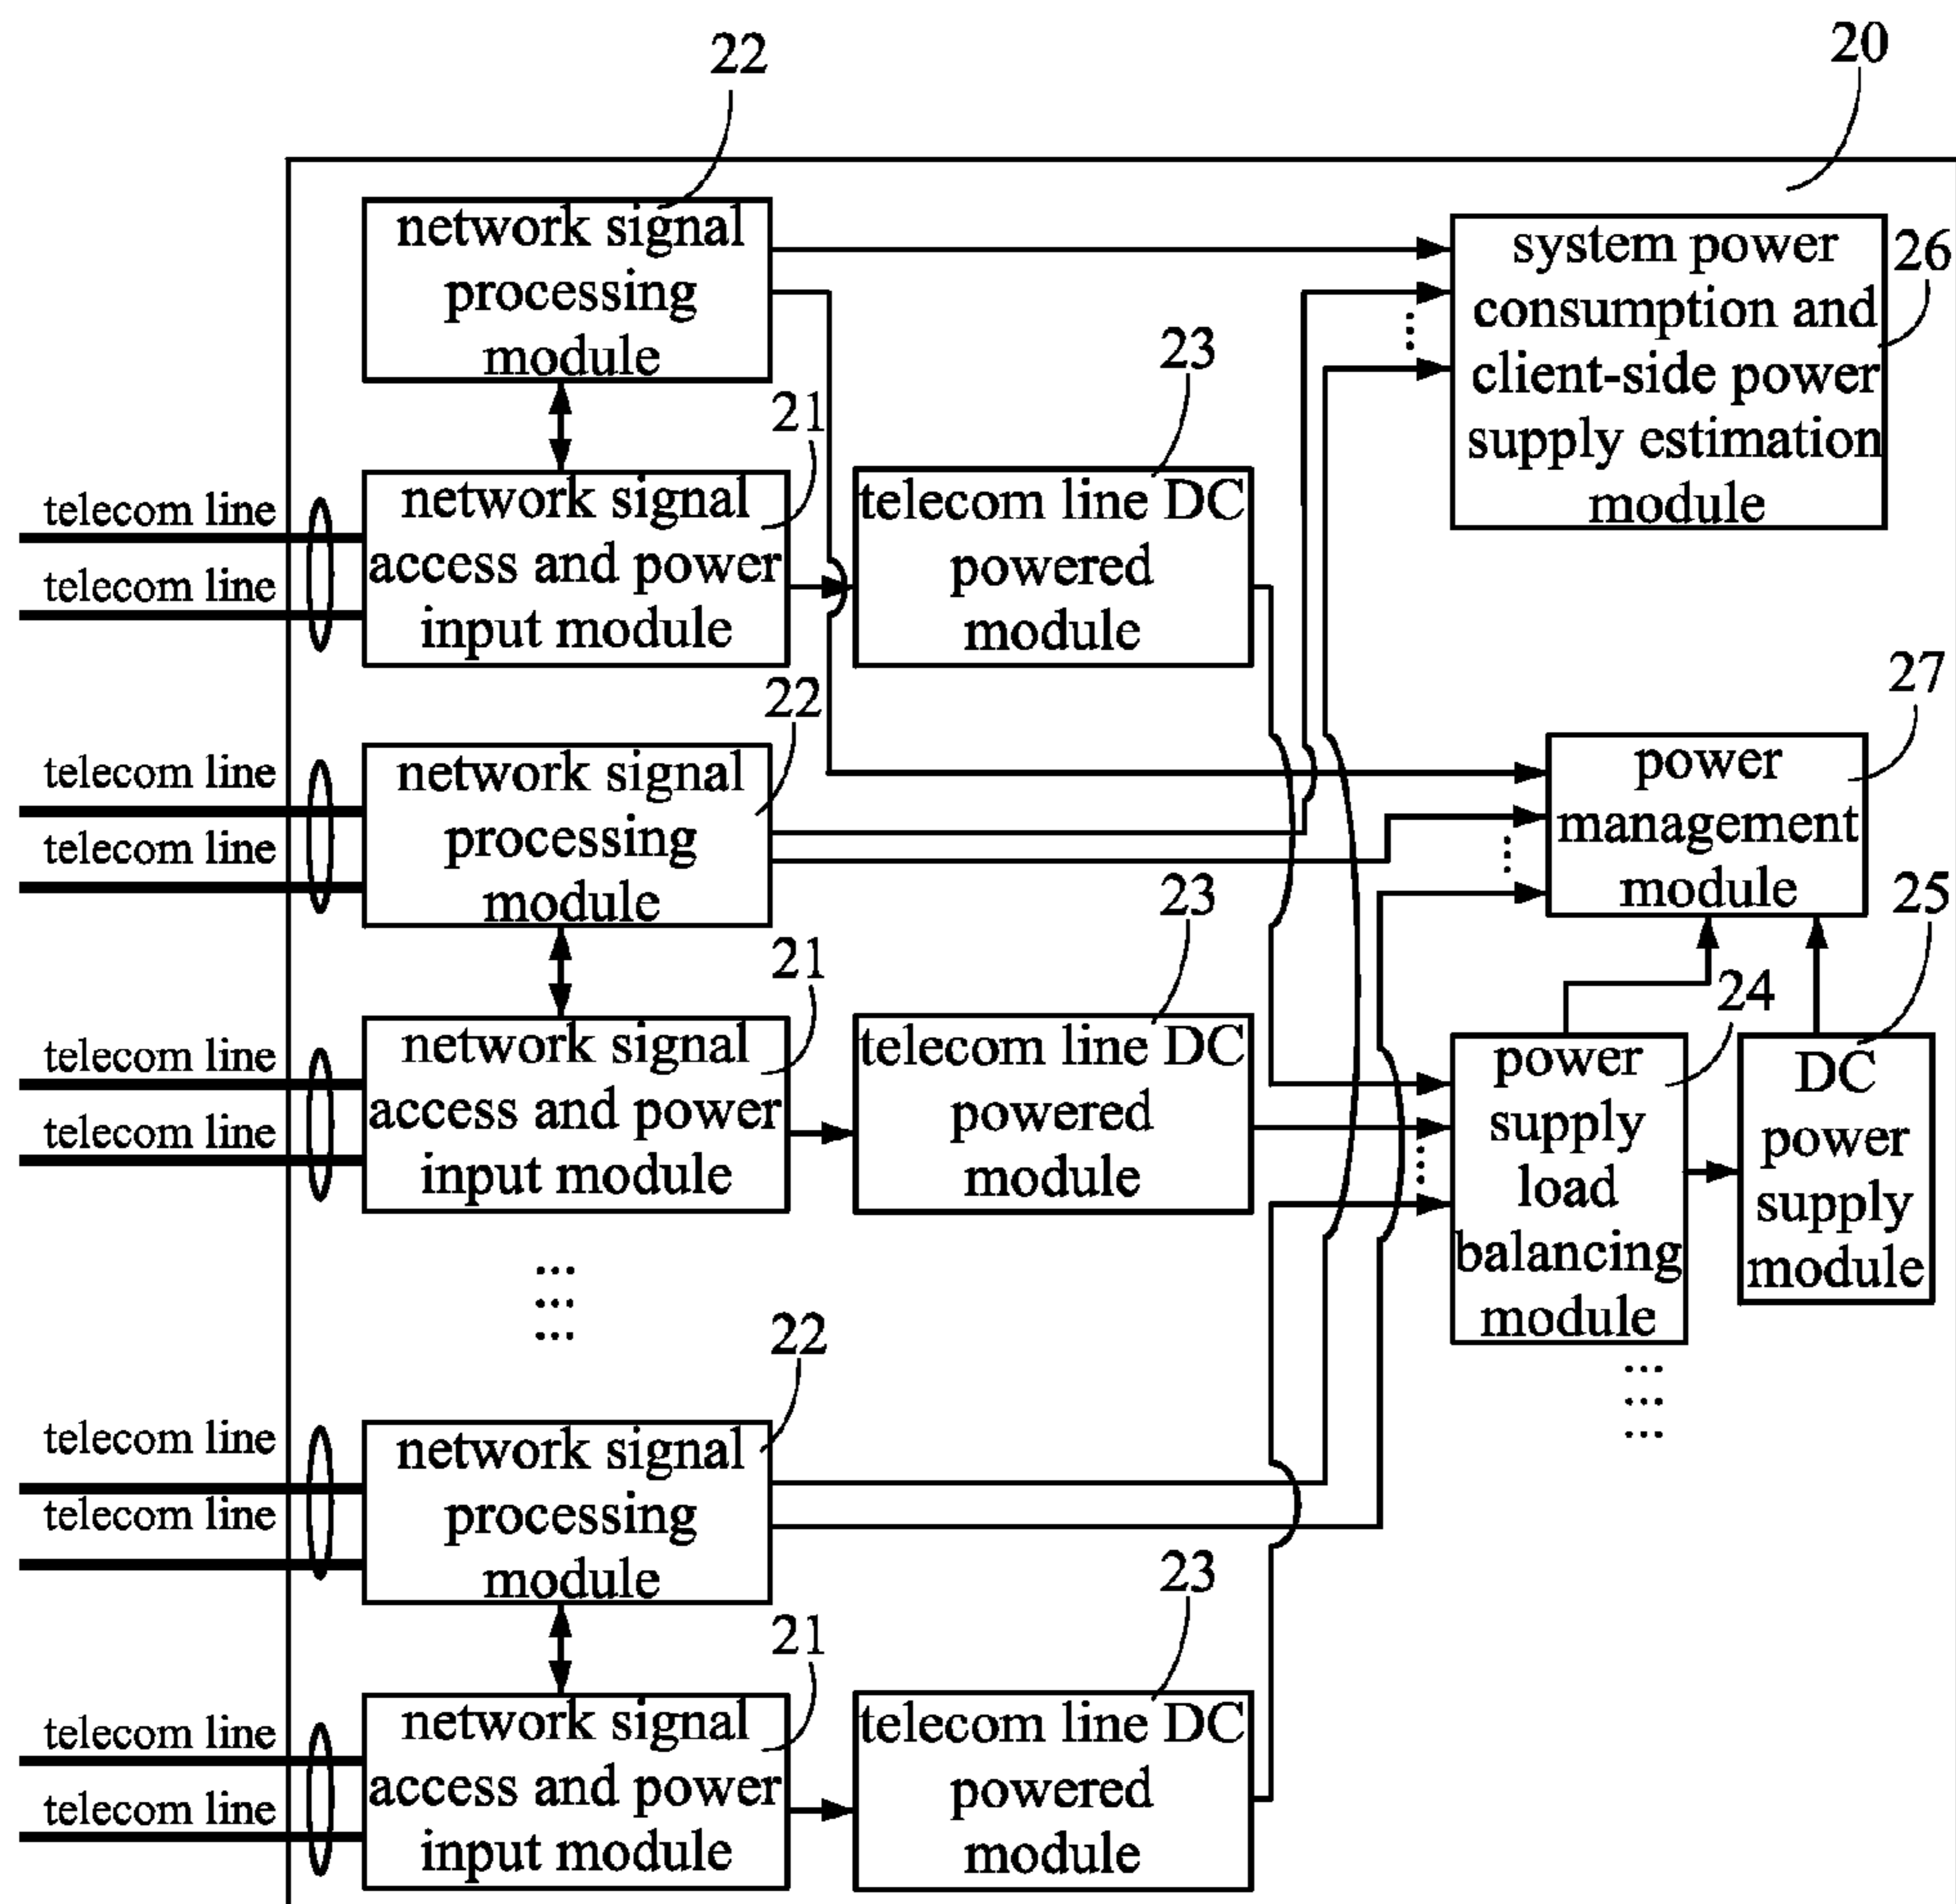 22
20
network signal
processing
module
system power
consumption and
client-side power
supply estimation
module
26
23
21
telecom line
telecom line
network signal
access and power
input module
telecom line DC
powered
module
27
22
telecom line
telecom line
network signal
processing
module
power
management
module
23
25
21
24
telecom line
telecom line
network signal
access and power
input module
telecom line DC
powered
module
power
supply
load
balancing
module
DC
power
supply
module
...
...
...
...
...
...
22
telecom line
telecom line
network signal
processing
module
23
21
telecom line
telecom line
network signal
access and power
input module
telecom line DC
powered
module